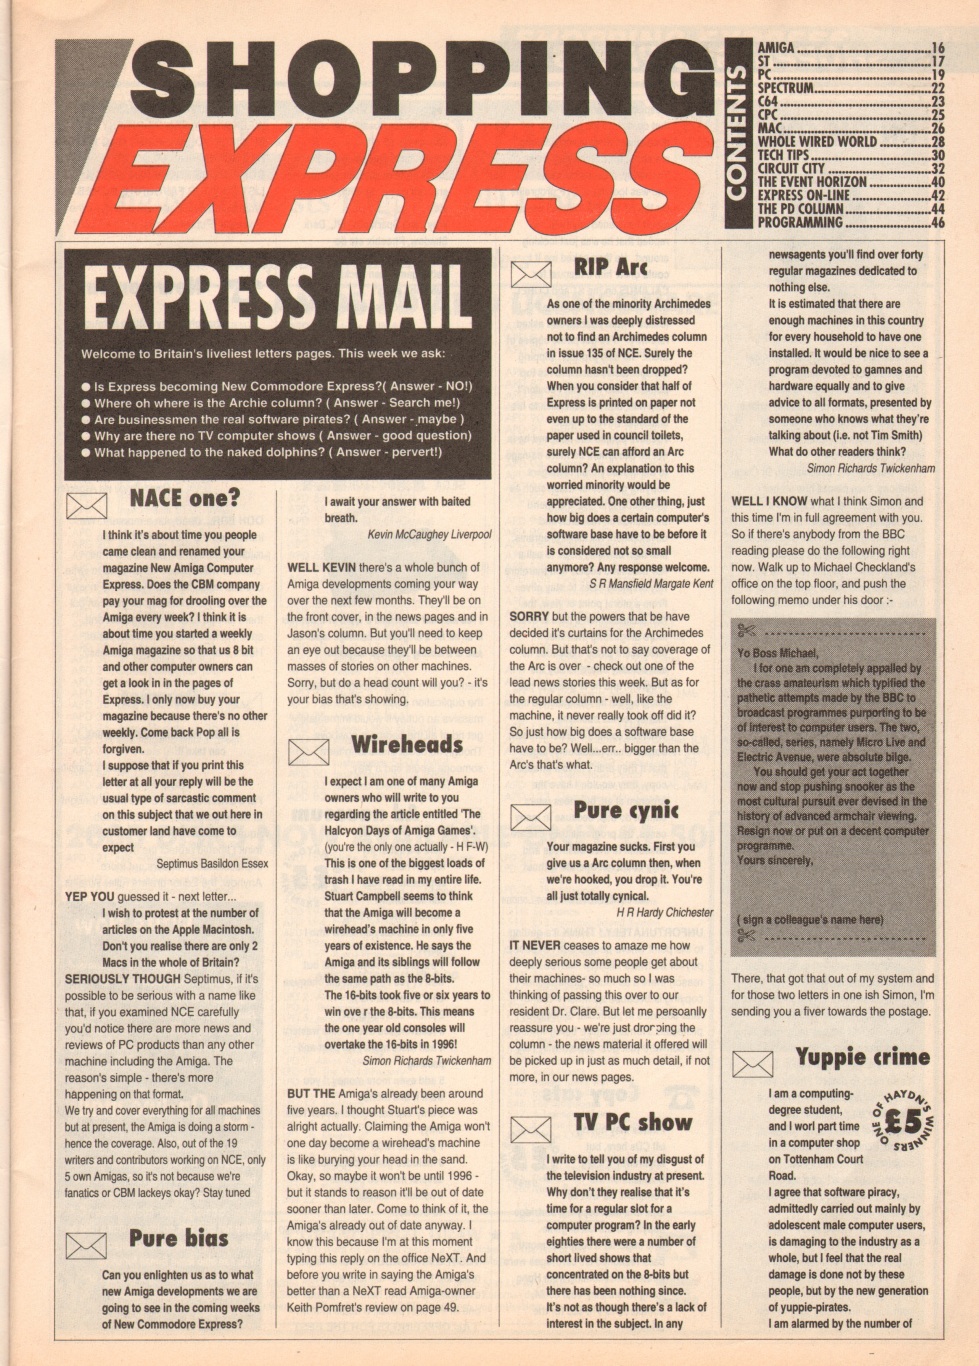 SHOPPING
EXPRESS
CONTENTS
AMIGA ..................................16
ST ........................................17
PC ........................................19
SPECTRUM..............................22
C64 ......................................23
CPC ......................................25
MAC......................................26
WHOLE WIRED WORLD ..............28
TECH TIPS ..............................30
CIRCUIT CITY ..........................32
THE EVENT HORIZON ................40
EXPRESS ON-LINE ....................42
THE PD COLUMN ......................44
PROGRAMMING ........................46
EXPRESS MAIL
Welcome to Britain's liveliest letters pages. This week we ask:
● Is Express becoming New Commodore Express?( Answer - NO!)
● Where oh where is the Archie column? ( Answer - Search me!)
● Are businessmen the real software pirates? ( Answer - maybe )
● Why are there no TV computer shows ( Answer - good question)
● What happened to the naked dolphins? ( Answer - pervert!)
NACE one?
I think it's about time you people
came clean and renamed your
magazine New Amiga Computer
Express. Does the CBM company
pay your mag for drooling over the
Amiga every week? I think it is
about time you started a weekly
Amiga magazine so that us 8 bit
and other computer owners can
get a look in in the pages of
Express. I only now buy your
magazine because there's no other
weekly. Come back Pop all is
forgiven.
I suppose that if you print this
letter at all your reply will be the
usual type of sarcastic comment
on this subject that we out here in
customer land have come to
expect
Septimus Basildon Essex
YEP YOU guessed it - next letter...
I wish to protest at the number of
articles on the Apple Macintosh.
Don't you realise there are only 2
Macs in the whole of Britain?
SERIOUSLY THOUGH Septimus, if it's
possible to be serious with a name like
that, if you examined NCE carefully
you'd notice there are more news and
reviews of PC products than any other
machine including the Amiga. The
reason's simple - there's more
happening on that format.
We try and cover everything for all machines
but at present, the Amiga is doing a storm -
hence the coverage. Also, out of the 19
writers and contributors working on NCE, only
5 own Amigas, so it's not because we're
fanatics or CBM lackeys okay? Stay tuned
Pure bias
Can you enlighten us as to what
new Amiga developments we are
going to see in the coming weeks
of New Commodore Express?
I await your answer with baited
breath.
Kevin McCaughey Liverpool
WELL KEVIN there's a whole bunch of
Amiga developments coming your way
over the next few months. They'll be on
the front cover, in the news pages and in
Jason's column. But you'll need to keep
an eye out because they'll be between
masses of stories on other machines.
Sorry, but do a head count will you? - it's
your bias that's showing.
Wireheads
I expect I am one of many Amiga
owners who will write to you
regarding the article entitled 'The
Halcyon Days of Amiga Games'.
(you're the only one actually - H F-W)
This is one of the biggest loads of
trash I have read in my entire life.
Stuart Campbell seems to think
that the Amiga will become a
wirehead's machine in only five
years of existence. He says the
Amiga and its siblings will follow
the same path as the 8-bits.
The 16-bits took five or six years to
win ove r the 8-bits. This means
the one year old consoles will
overtake the 16-bits in 1996!
Simon Richards Twickenham
BUT THE Amiga's already been around
five years. I thought Stuart's piece was
alright actually. Claiming the Amiga won't
one day become a wirehead's machine
is like burying your head in the sand.
Okay, so maybe it won't be until 1996 -
but it stands to reason it'll be out of date
sooner than later. Come to think of it, the
Amiga's already out of date anyway. I
know this because I'm at this moment
typing this reply on the office NeXT. And
before you write in saying the Amiga's
better than a NeXT read Amiga-owner
Keith Pomfret's review on page 49.
RIP Arc
As one of the minority Archimedes
owners I was deeply distressed
not to find an Archimedes column
in issue 135 of NCE. Surely the
column hasn't been dropped?
When you consider that half of
Express is printed on paper not
even up to the standard of the
paper used in council toilets,
surely NCE can afford an Arc
column? An explanation to this
worried minority would be
appreciated. One other thing, just
how big does a certain computer's
software base have to be before it
is considered not so small
anymore? Any response welcome.
S R Mansfield Margate Kent
SORRY but the powers that be have
decided it's curtains for the Archimedes
column. But that's not to say coverage of
the Arc is over - check out one of the
lead news stories this week. But as for
the regular column - well, like the
machine, it never really took off did it?
So just how big does a software base
have to be? Well...err.. bigger than the
Arc's that's what.
Pure cynic
Your magazine sucks. First you
give us a Arc column then, when
we're hooked, you drop it. You're
all just totally cynical.
H R Hardy Chichester
IT NEVER ceases to amaze me how
deeply serious some people get about
their machines- so much so I was
thinking of passing this over to our
resident Dr. Clare. But let me persoanlly
reassure you - we're just dropping the
column - the news material it offered will
be picked up in just as much detail, if not
more, in our news pages.
TV PC show
I write to tell you of my disgust of
the television industry at present.
Why don't they realise that it's
time for a regular slot for a
computer program? In the early
eighties there were a number of
short lived shows that
concentrated on the 8-bits but
there has been nothing since.
It's not as though there's a lack of
interest in the subject. In any
newsagents you'll find over forty
regular magazines dedicated to
nothing else.
It is estimated that there are
enough machines in this country
for every household to have one
installed. It would be nice to see a
program devoted to gamnes and
hardware equally and to give
advice to all formats, presented by
someone who knows what they're
talking about (i.e. not Tim Smith)
What do other readers think?
Simon Richards Twickenham
WELL I KNOW what I think Simon and
this time I'm in full agreement with you.
So if there's anybody from the BBC
reading please do the following right
now. Walk up to Michael Checkland's
office on the top floor, and push the
following memo under his door :-
Yo Boss Michael,
I for one am completely appalled by
the crass amateurism which typified the
pathetic attempts made by the BBC to
broadcast programmes purporting to be
of interest to computer users. The two,
so-called, series, namely Micro Live and
Electric Avenue, were absolute bilge.
You should get your act together
now and stop pushing snooker as the
most cultural pursuit ever devised in the
history of advanced armchair viewing.
Resign now or put on a decent computer
programme.
Yours sincerely,
( sign a colleague's name here)
There, that got that out of my system and
for those two letters in one ish Simon, I'm
sending you a fiver towards the postage.
Yuppie crime
I am a computing-
degree student,
and I worl part time
in a computer shop
on Tottenham Court
Road.
ONE OF HAYDN'S £5 WINNERS
I agree that software piracy,
admittedly carried out mainly by
adolescent male computer users,
is damaging to the industry as a
whole, but I feel that the real
damage is done not by these
people, but by the new generation
of yuppie-pirates.
I am alarmed by the number of